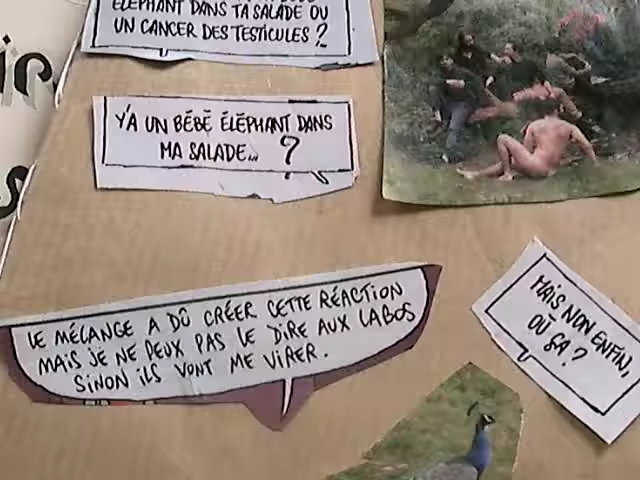 ÉLÉPHANT DANS TA SALADE OU
UN CANCER DES TESTICULES ?
Y'A UN BÉBÉ ÉLÉPHANT DANS
MA SALADE... ?
LE MÉLANGE A DÛ CRÉER CETTE RÉACTION
MAIS JE NE PEUX PAS LE DIRE AUX LABOS
SINON ILS VONT ME VIRER.
MAIS NON ENFIN,
OÙ ÇA ?